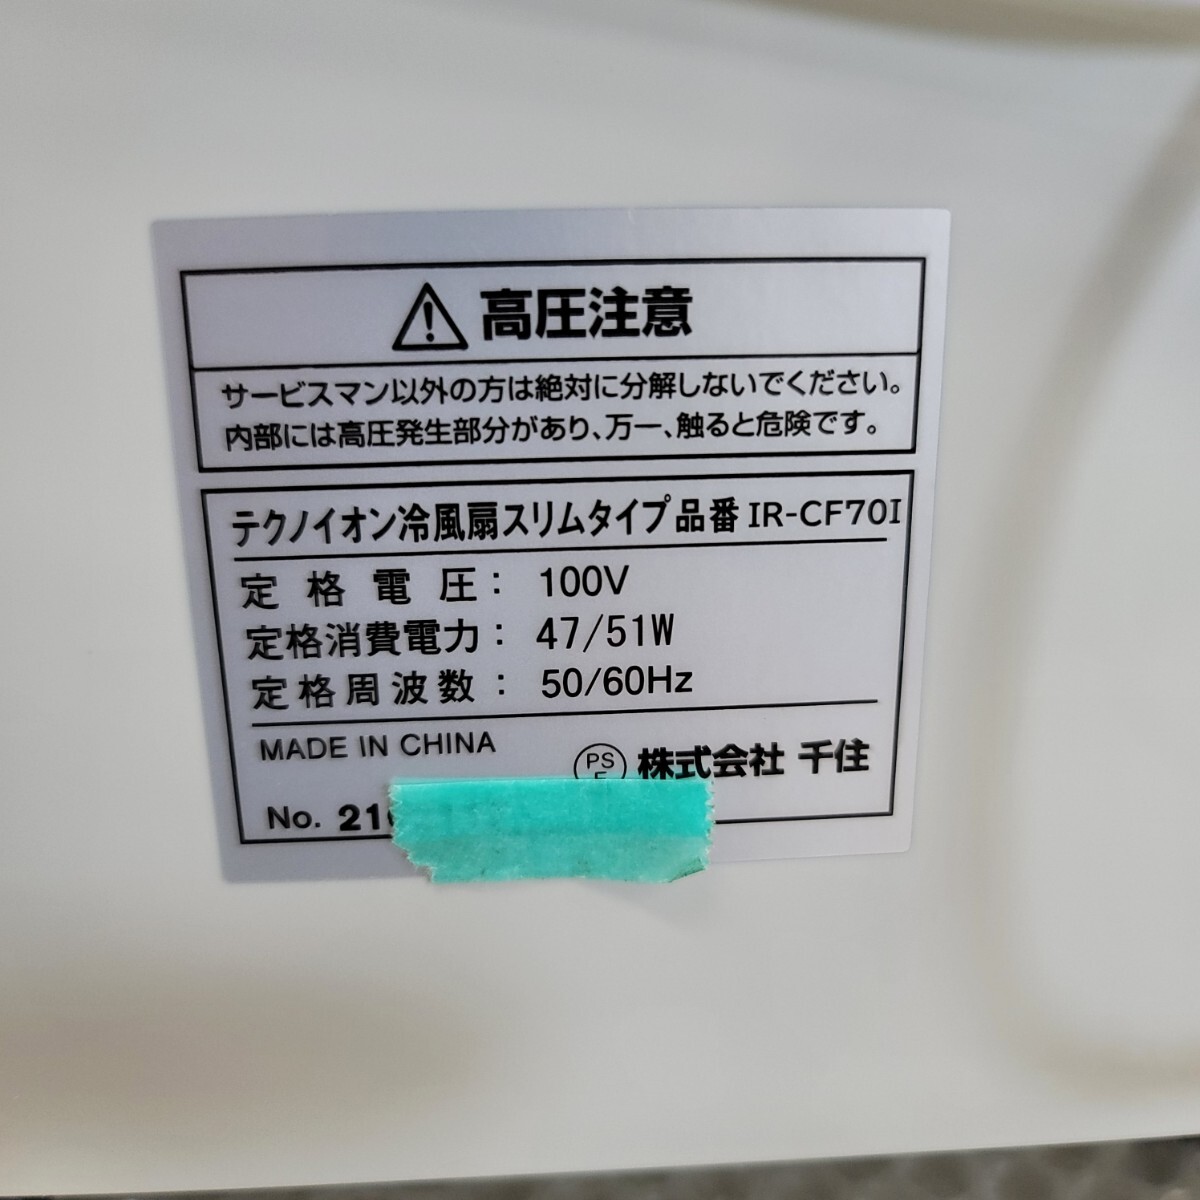 高圧注意
サービスマン以外の方は絶対に分解しないでください。
内部には高圧発生部分があり、万一、触ると危険です。
テクノイオン冷風扇スリムタイプ品番 IR-CF70I
定格電圧: 100V
定格消費電力: 47/51W
定格周波数: 50/60Hz
MADE IN CHINA
PS
E 株式会社 千住
No. 21